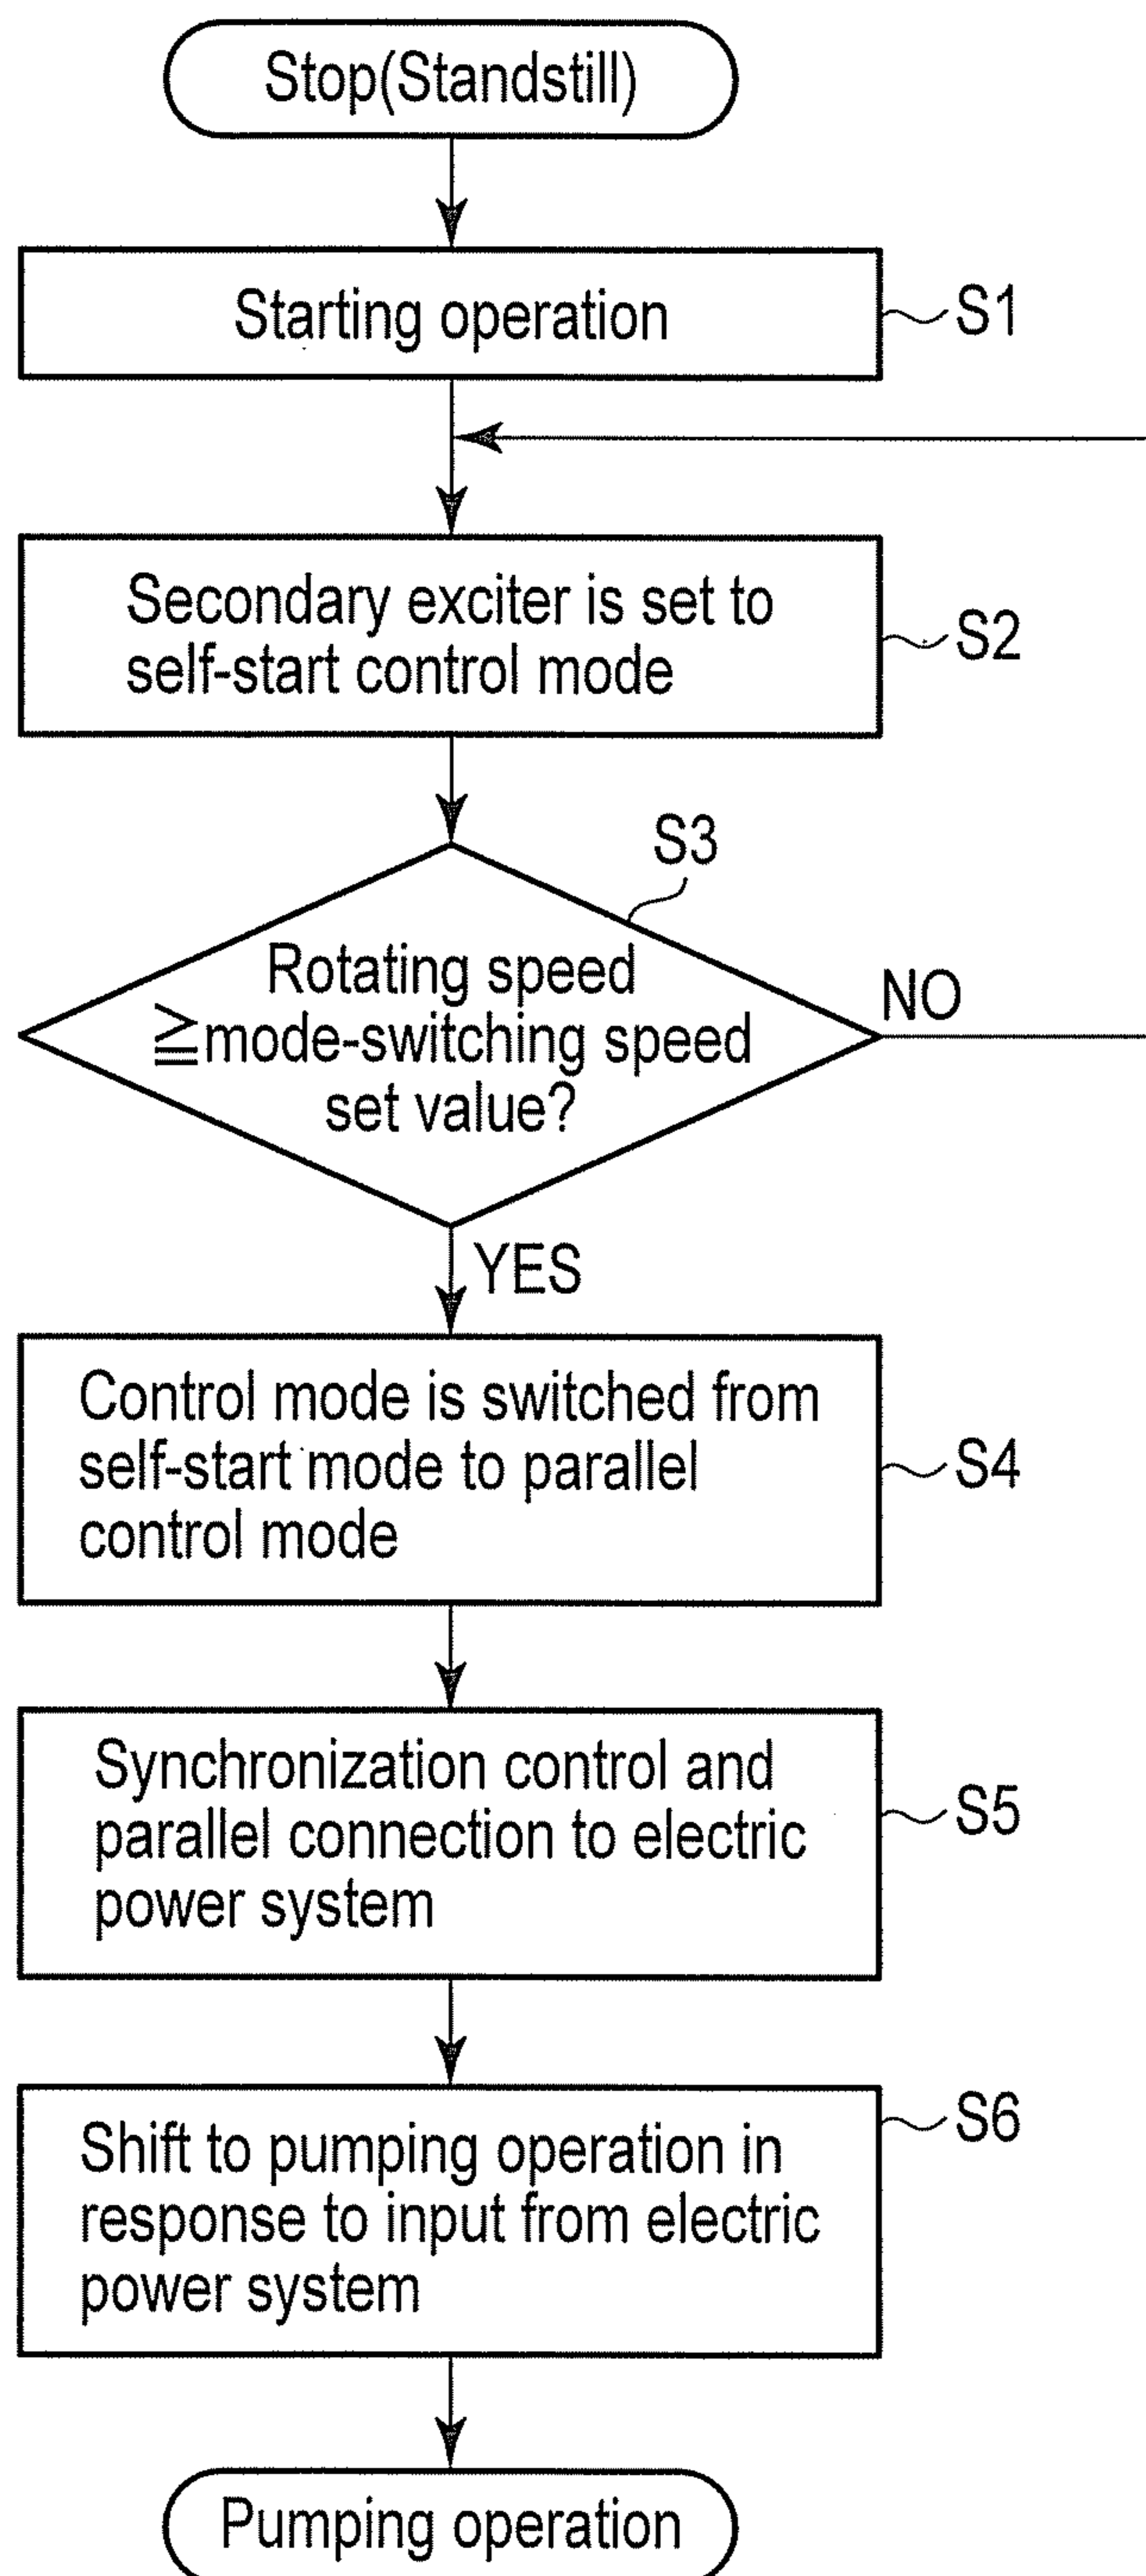 Stop(Standstill)
Starting operation
S1
Secondary exciter is set to
self-start control mode
S2
S3
Rotating speed
≧mode-switching speed
set value?
NO
YES
Control mode is switched from
self-start mode to parallel
control mode
S4
Synchronization control and
parallel connection to electric
power system
S5
Shift to pumping operation in
response to input from electric
power system
S6
Pumping operation